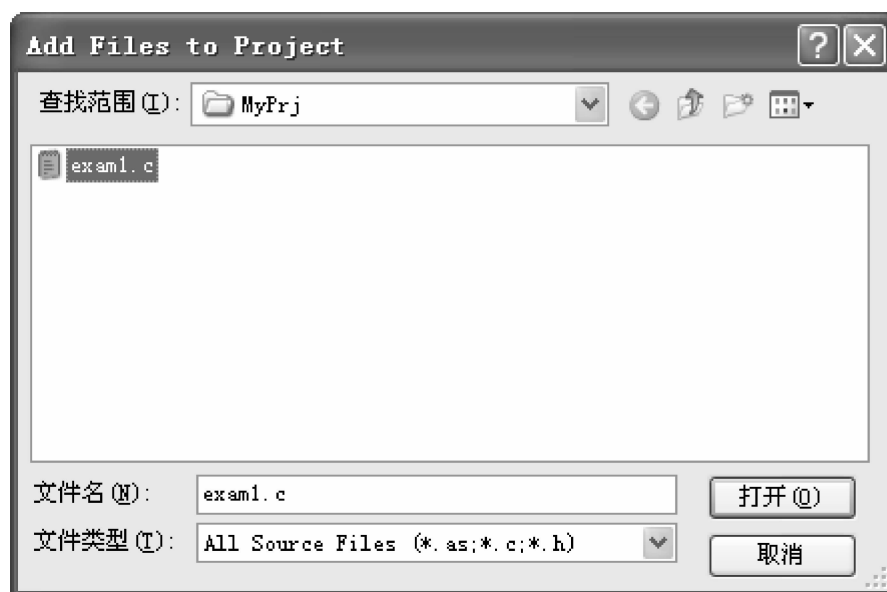 Add Files to Project
查找范围(I): MyPrj
exam1.c
文件名(N): exam1.c 打开(O)
文件类型(T): All Source Files (*.as;*.c;*.h) 取消